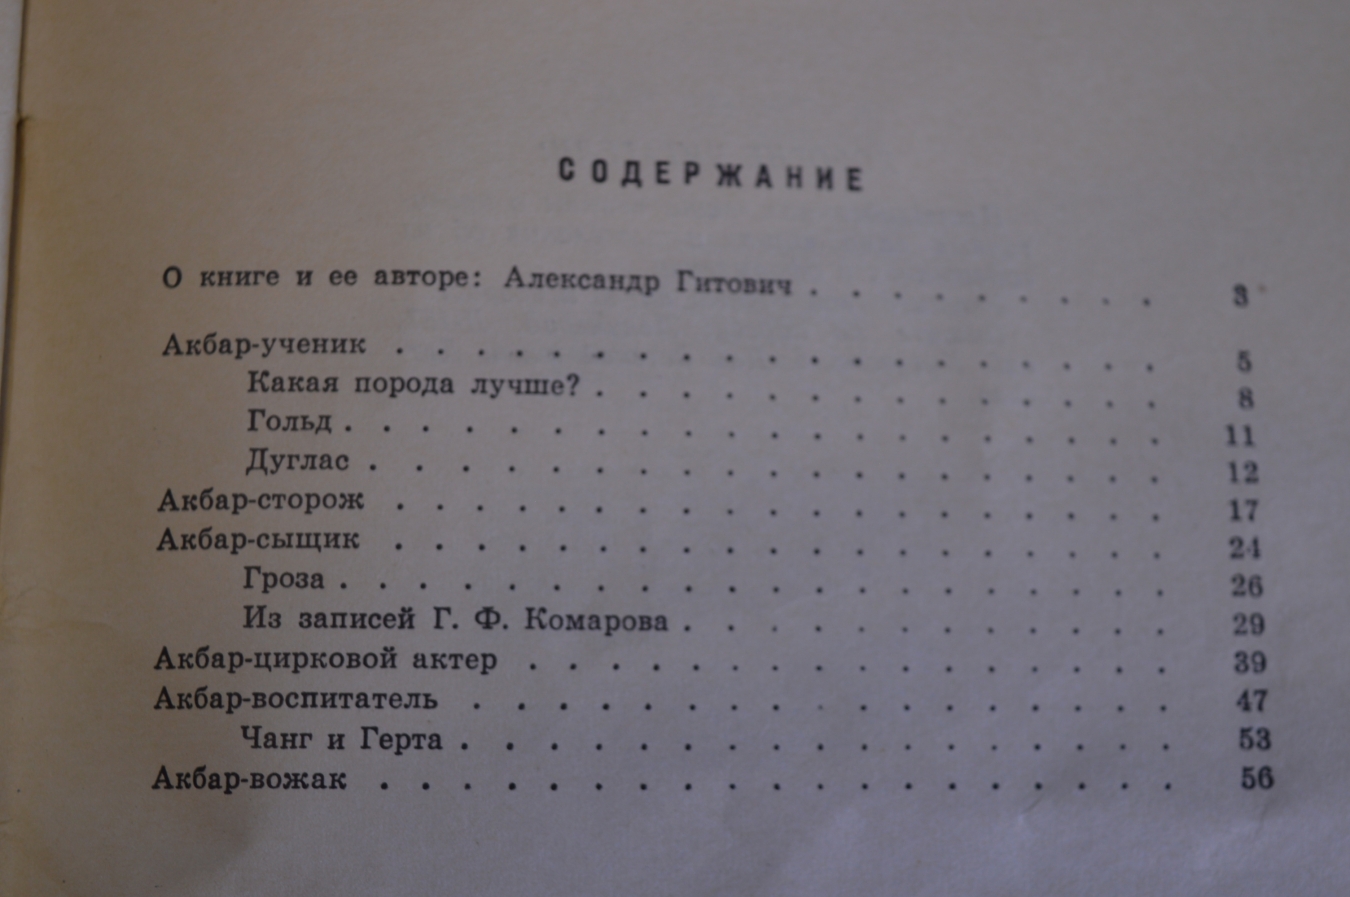 СОДЕРЖАНИЕ
О книге и ее авторе: Александр Гитович . . . . . . . . . 3
Акбар-ученик . . . . . . . . . . . . . . . . . . . 5
Какая порода лучше? . . . . . . . . . . . . . . 8
Гольд . . . . . . . . . . . . . . . . . . . . 11
Дуглас . . . . . . . . . . . . . . . . . . . 12
Акбар-сторож . . . . . . . . . . . . . . . . . . . 17
Акбар-сыщик . . . . . . . . . . . . . . . . . . . 24
Гроза . . . . . . . . . . . . . . . . . . . . 26
Из записей Г. Ф. Комарова . . . . . . . . . . . . 29
Акбар-цирковой актер . . . . . . . . . . . . . . . . 39
Акбар-воспитатель . . . . . . . . . . . . . . . . . 47
Чанг и Герта . . . . . . . . . . . . . . . . . 53
Акбар-вожак . . . . . . . . . . . . . . . . . . . 56